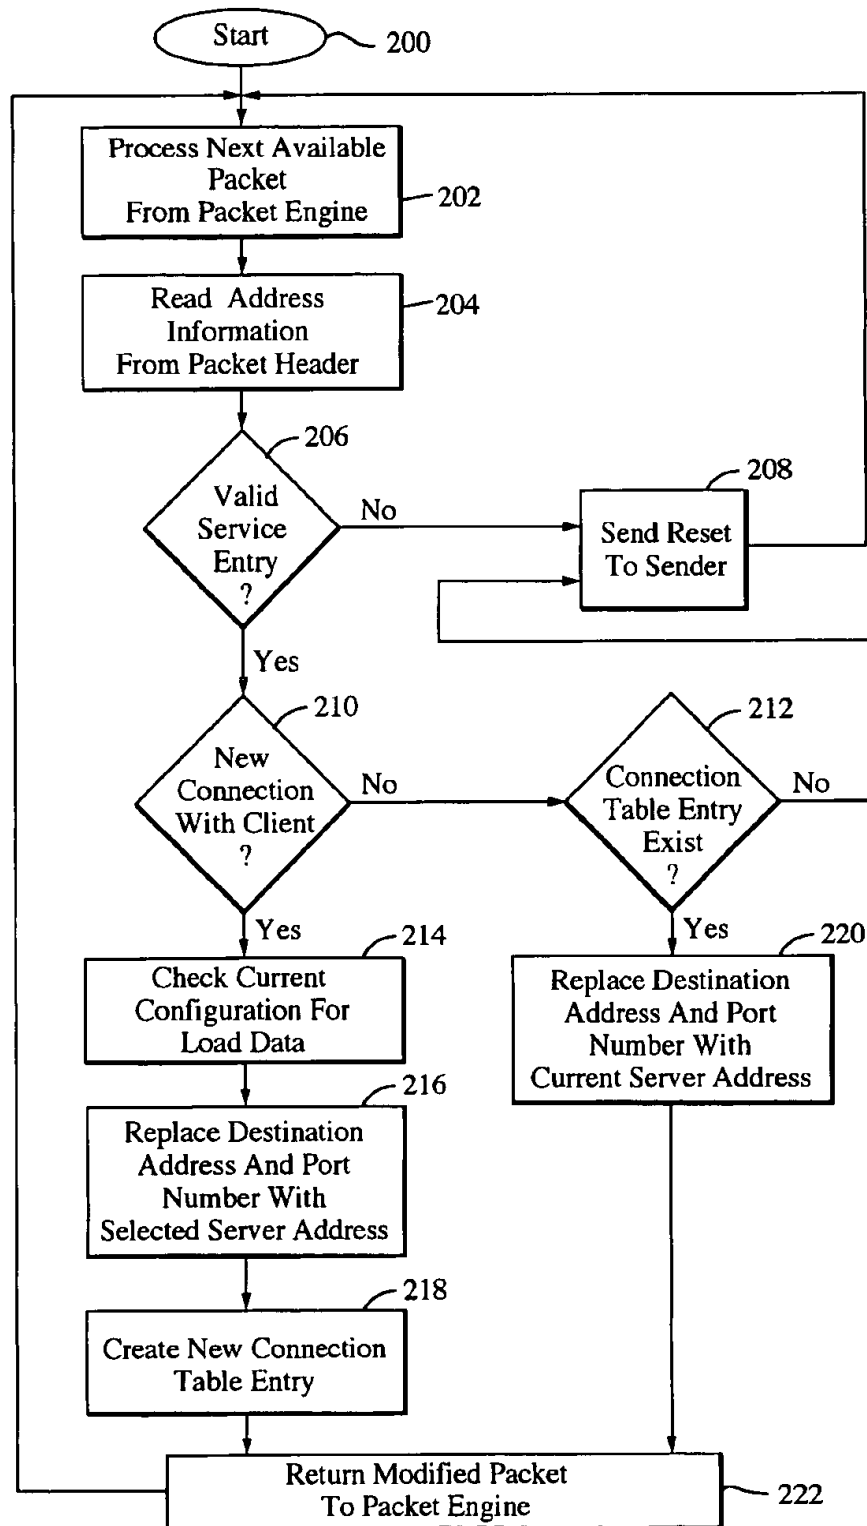 Start
200
Process Next Available
Packet
From Packet Engine
202
Read Address
Information
From Packet Header
204
206
Valid
Service
Entry
?
No
208
Send Reset
To Sender
Yes
210
New
Connection
With Client
?
No
212
Connection
Table Entry
Exist
?
No
Yes
214
Check Current
Configuration For
Load Data
Yes
220
Replace Destination
Address And Port
Number With
Current Server Address
216
Replace Destination
Address And Port
Number With
Selected Server Address
218
Create New Connection
Table Entry
Return Modified Packet
To Packet Engine
222